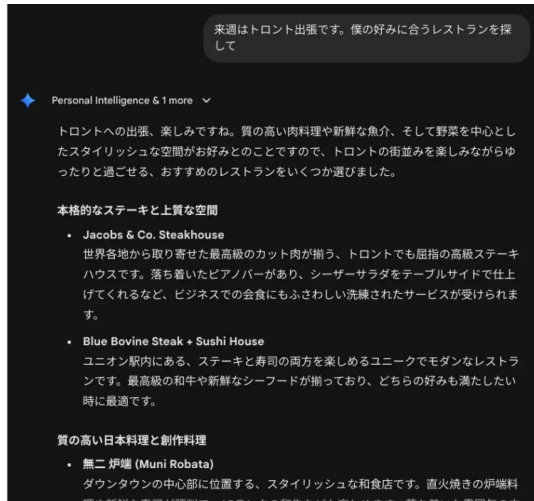 来週はトロント出張です。僕の好みに合うレストランを探
して
Personal Intelligence & 1 more
トロントへの出張、楽しみですね。質の高い肉料理や新鮮な魚介、そして野菜を中心とし
たスタイリッシュな空間がお好みとのことですので、トロントの街並みを楽しみながらゆ
ったりと過ごせる、おすすめのレストランをいくつか選びました。
本格的なステーキと上質な空間
• Jacobs & Co. Steakhouse
世界各地から取り寄せた最高級のカット肉が揃う、トロントでも屈指の高級ステーキ
ハウスです。落ち着いたピアノバーがあり、シーザーサラダをテーブルサイドで仕上
げてくれるなど、ビジネスでの会食にもふさわしい洗練されたサービスが受けられま
す。
• Blue Bovine Steak + Sushi House
ユニオン駅内にある、ステーキと寿司の両方を楽しめるユニークでモダンなレストラ
ンです。最高級の和牛や新鮮なシーフードが揃っており、どちらの好みも満たしたい
時に最適です。
質の高い日本料理と創作料理
• 無二 炉端 (Muni Robata)
ダウンタウンの中心部に位置する、スタイリッシュな和食店です。直火焼きの炉端料